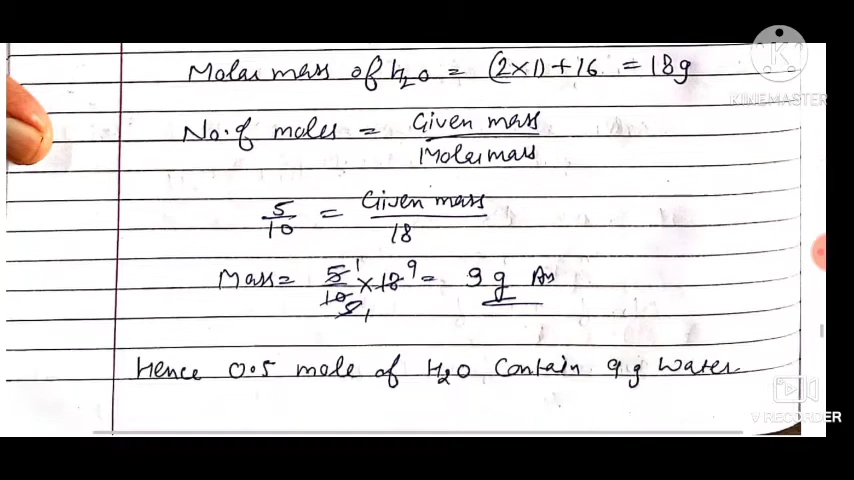 KINEMASTER
Molar mass of H₂O = (2×1)+16 = 18g
No. of moles = Given mass / Molar mass
5/10 = Given mass / 18
Mass = 5/10 × 18 = 9 g As
Hence 0.5 mole of H₂O Contain 9 g Water.
V RECORDER